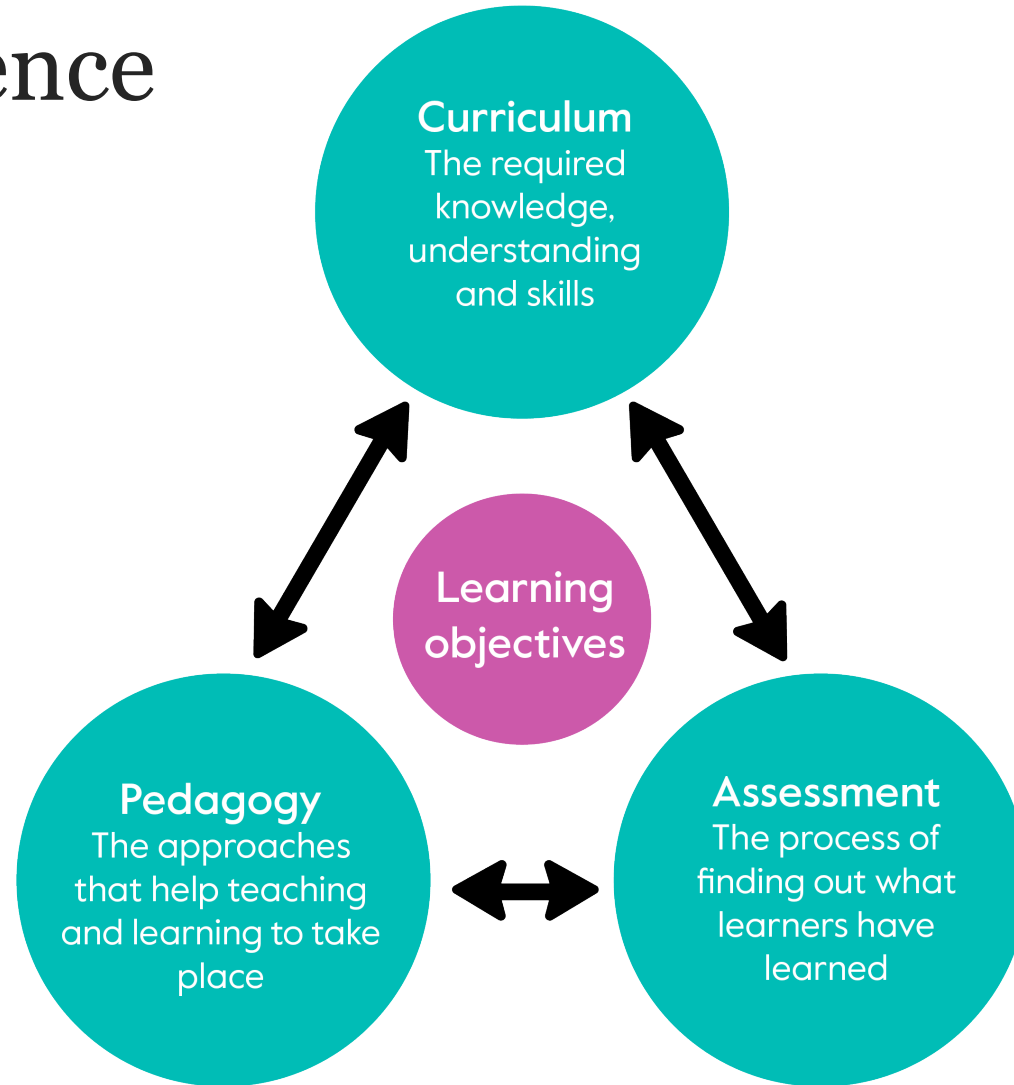 ence
Curriculum
The required
knowledge,
understanding
and skills
Learning
objectives
Pedagogy
The approaches
that help teaching
and learning to take
place
Assessment
The process of
finding out what
learners have
learned